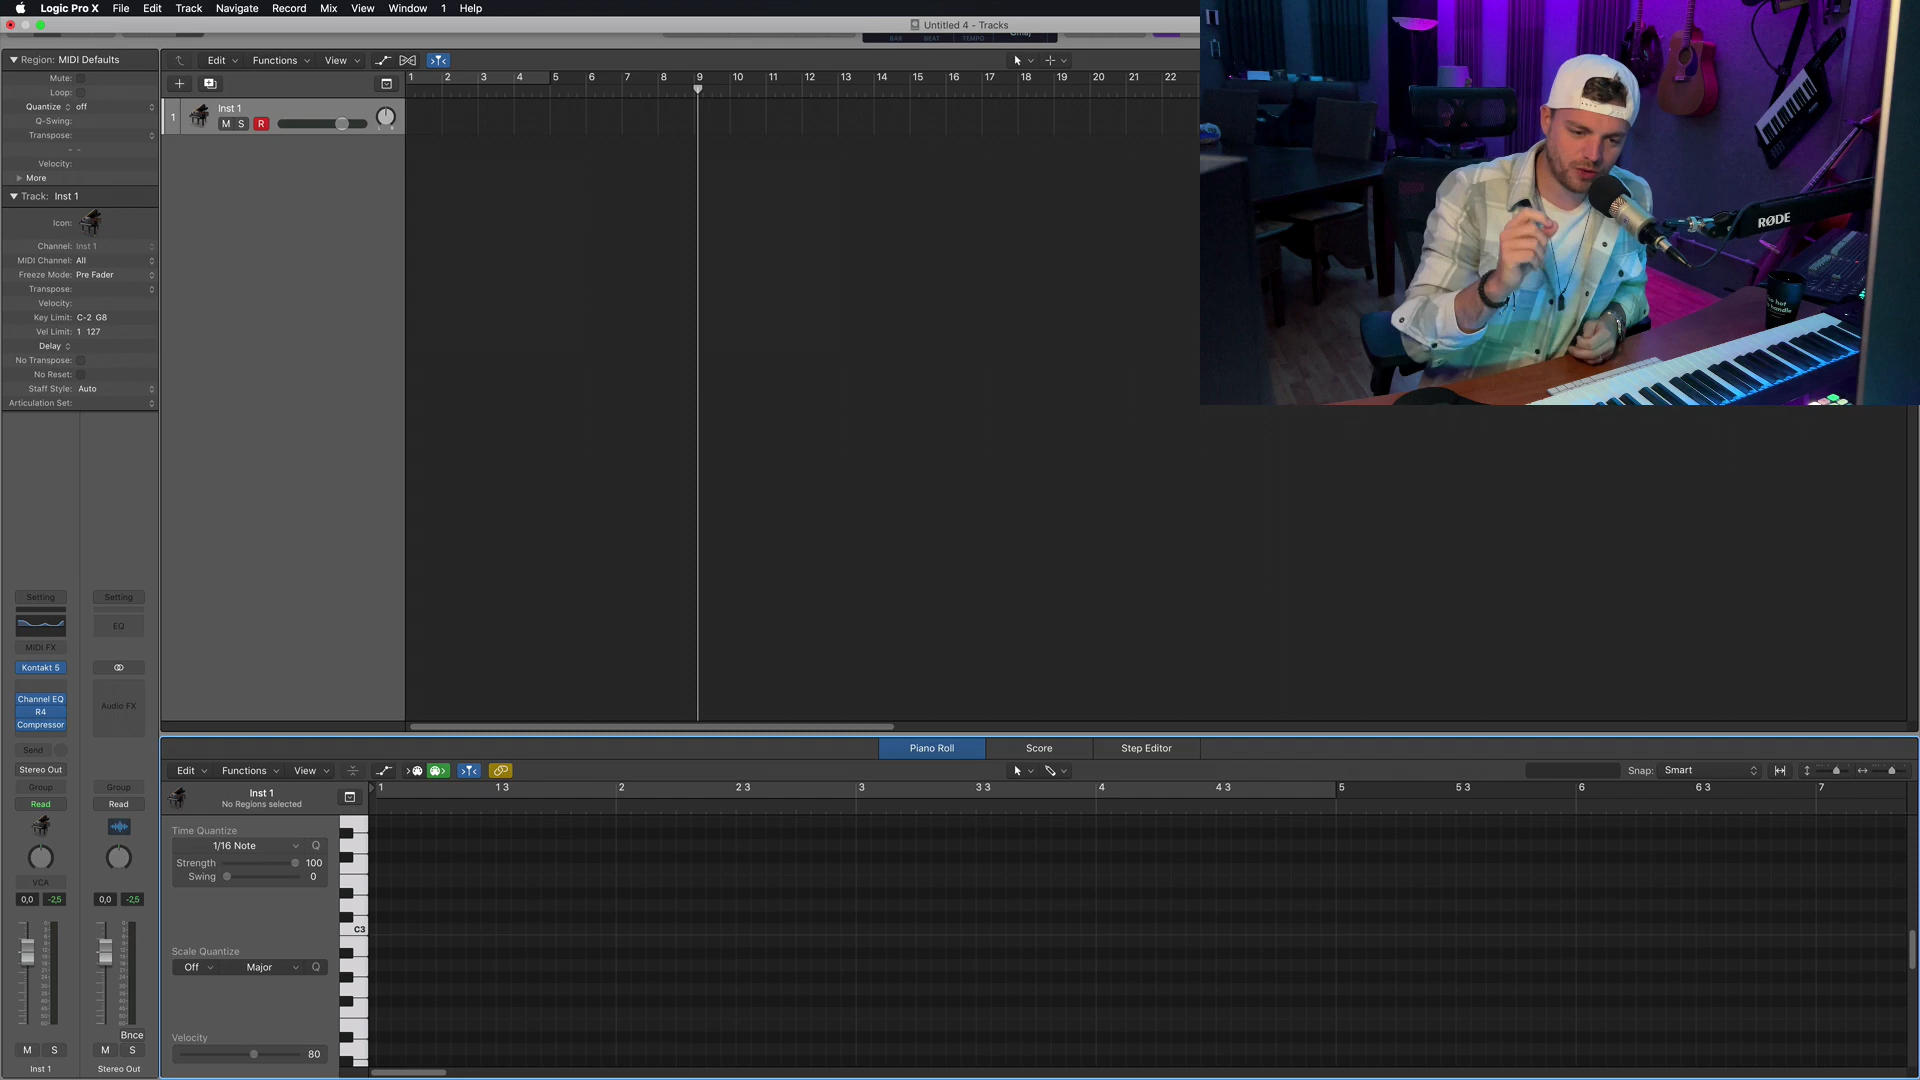 Logic Pro X File Edit Track Navigate Record Mix View Window 1 Help
Untitled 4 - Tracks
BAR BEAT TEMPO
Region: MIDI Defaults
Mute:
Loop:
Quantize off
Q-Swing:
Transpose:
- -
Velocity:
More
Track: Inst 1
Icon:
Channel: Inst 1
MIDI Channel: All
Freeze Mode: Pre Fader
Transpose:
Velocity:
Key Limit: C-2 G8
Vel Limit: 1 127
Delay
No Transpose:
No Reset:
Staff Style: Auto
Articulation Set:
Edit Functions View
1 2 3 4 5 6 7 8 9 10 11 12 13 14 15 16 17 18 19 20 21 22
1 Inst 1
M S R
RØDE
Setting Setting
EQ
MIDI FX
Kontakt 5
Channel EQ
R4
Compressor
Audio FX
Send
Stereo Out
Group Group
Read Read
VCA
0,0 -2,5 0,0 -2,5
Bnce
M S M S
Inst 1 Stereo Out
Piano Roll Score Step Editor
Edit Functions View
Snap: Smart
Inst 1
No Regions selected
1 1 3 2 2 3 3 3 3 4 4 3 5 5 3 6 6 3 7
Time Quantize
1/16 Note Q
Strength 100
Swing 0
C3
Scale Quantize
Off Major Q
Velocity
80